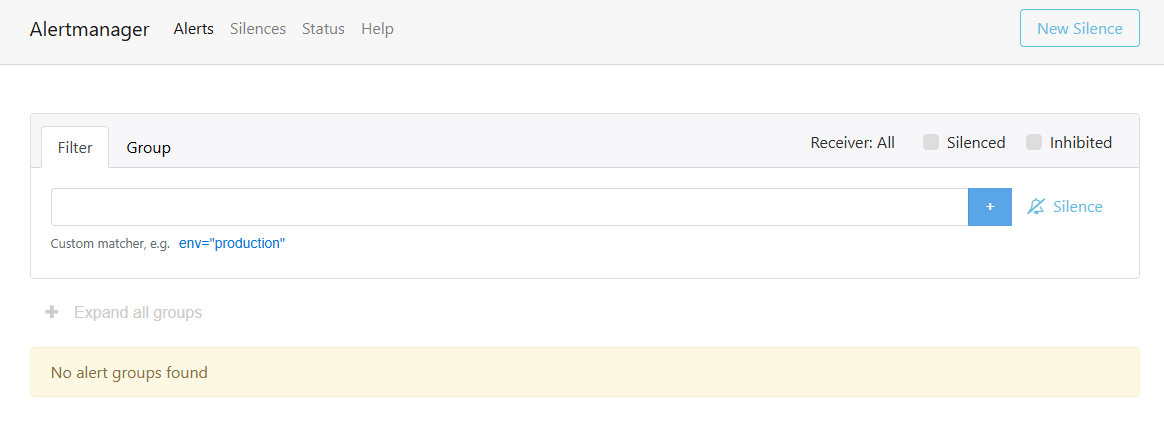 Alertmanager Alerts Silences Status Help New Silence
Filter Group Receiver: All Silenced Inhibited
+ Silence
Custom matcher, e.g. env="production"
+ Expand all groups
No alert groups found